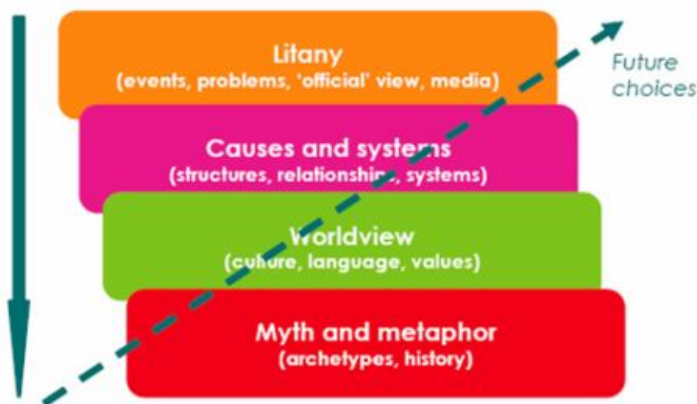 Litany
(events, problems, 'official' view, media)
Future
choices
Causes and systems
(structures, relationships, systems)
Worldview
(culture, language, values)
Myth and metaphor
(archetypes, history)